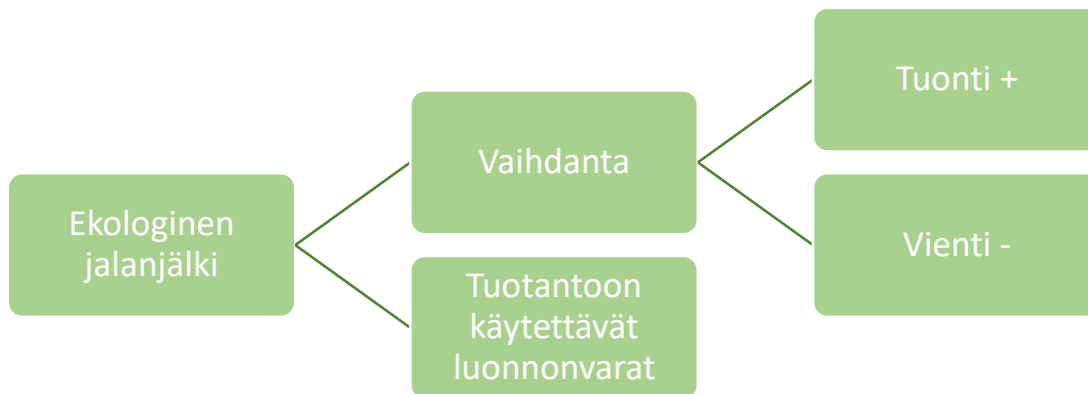 Ekologinen
jalanjälki
Vaihdanta
Tuotantoon
käytettävät
luonnonvarat
Tuonti +
Vienti -